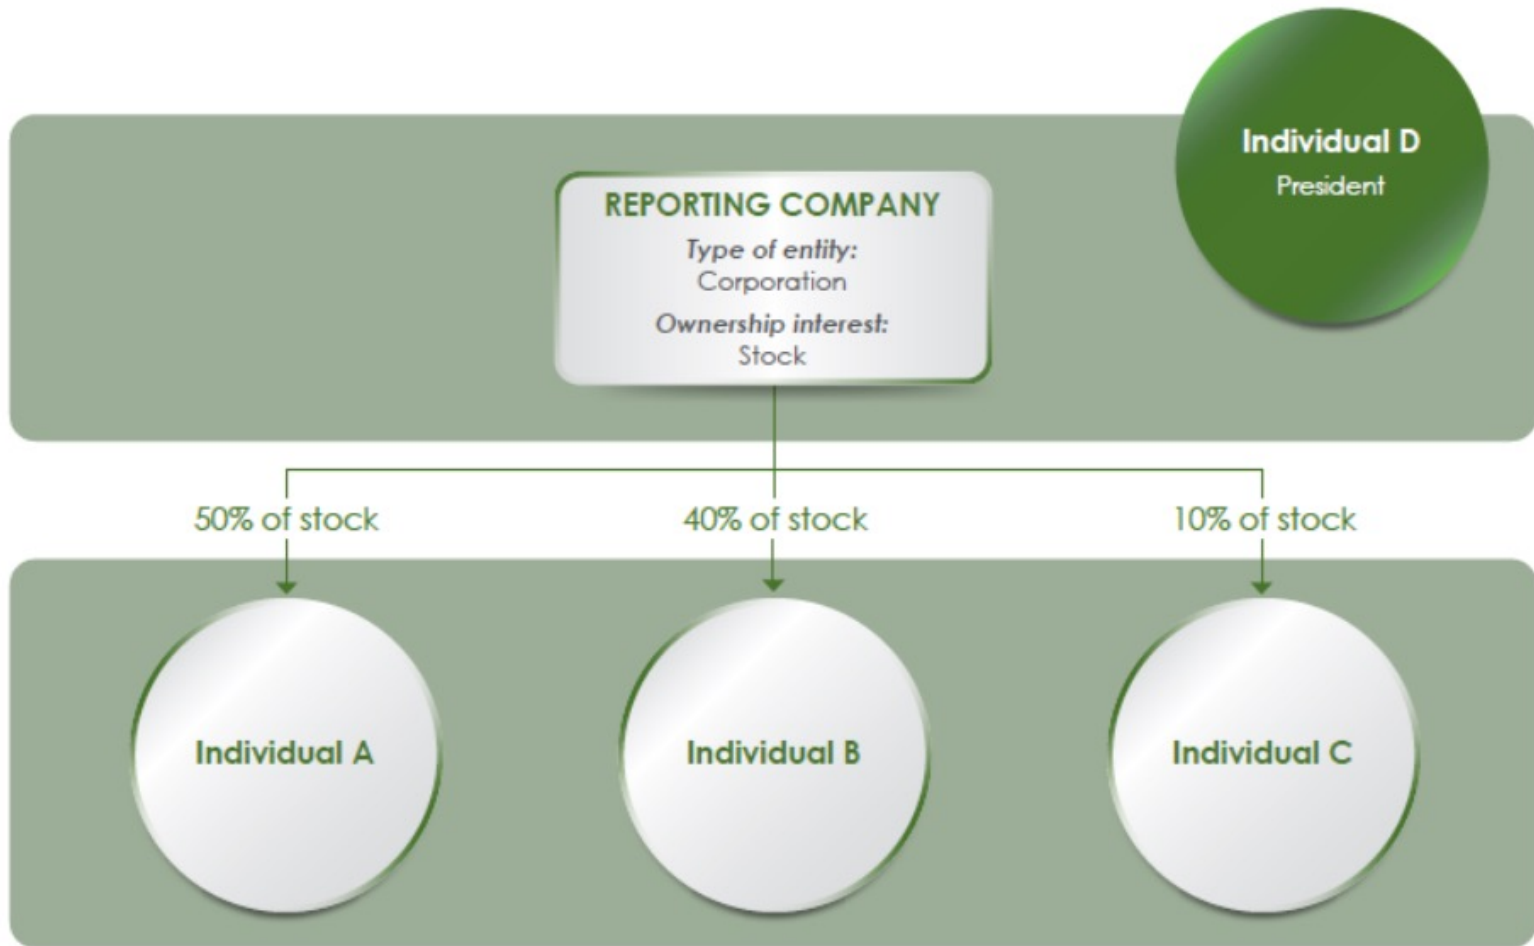 Individual D
President
REPORTING COMPANY
Type of entity:
Corporation
Ownership interest:
Stock
50% of stock
40% of stock
10% of stock
Individual A
Individual B
Individual C